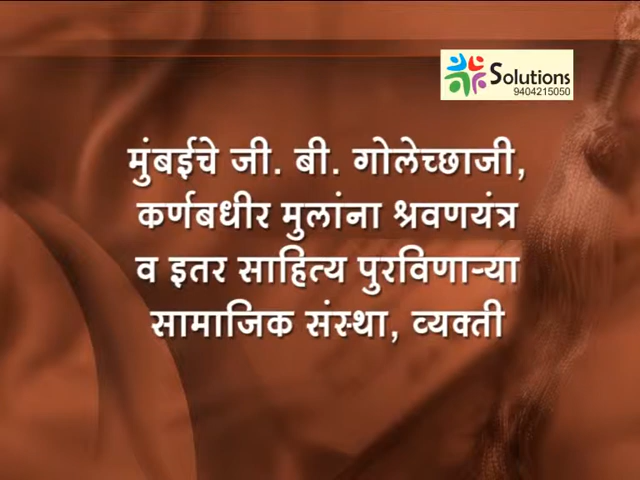 Solutions
9404215050
मुंबईचे जी. बी. गोलेच्छाजी,
कर्णबधीर मुलांना श्रवणयंत्र
व इतर साहित्य पुरविणाऱ्या
सामाजिक संस्था, व्यक्ती